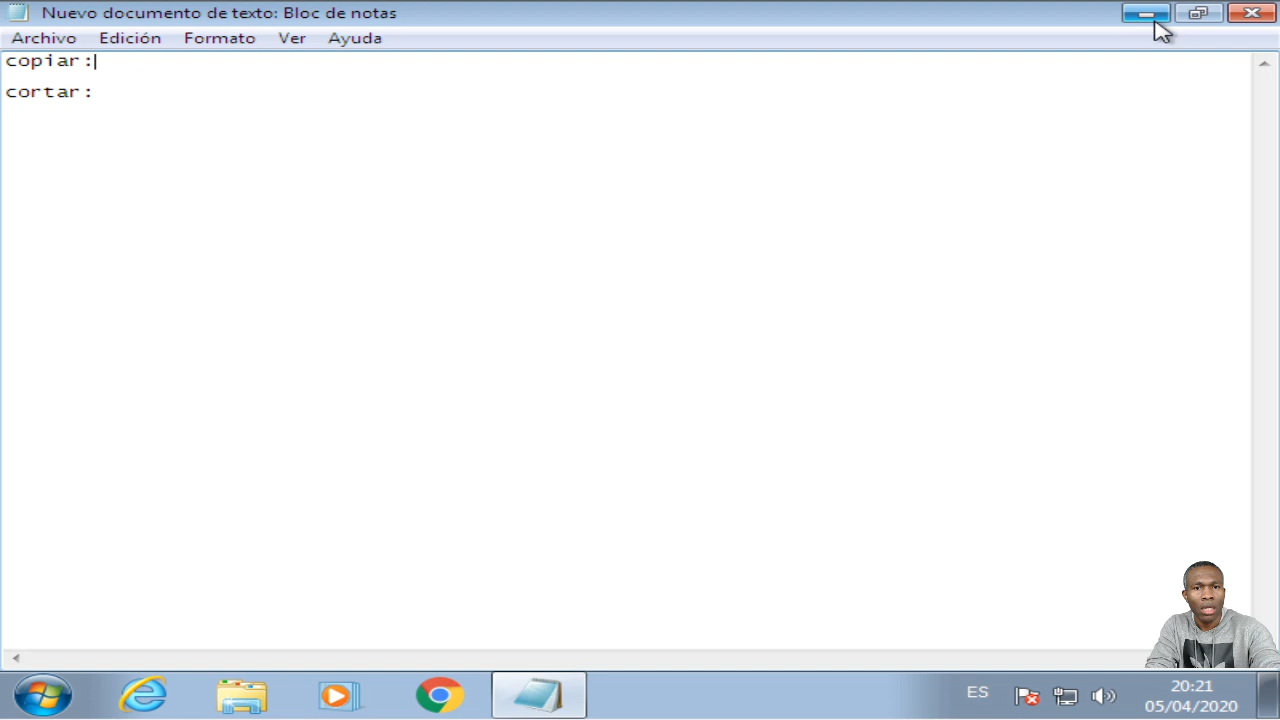 Nuevo documento de texto: Bloc de notas
Archivo Edición Formato Ver Ayuda
copiar:
cortar:
ES
20:21
05/04/2020